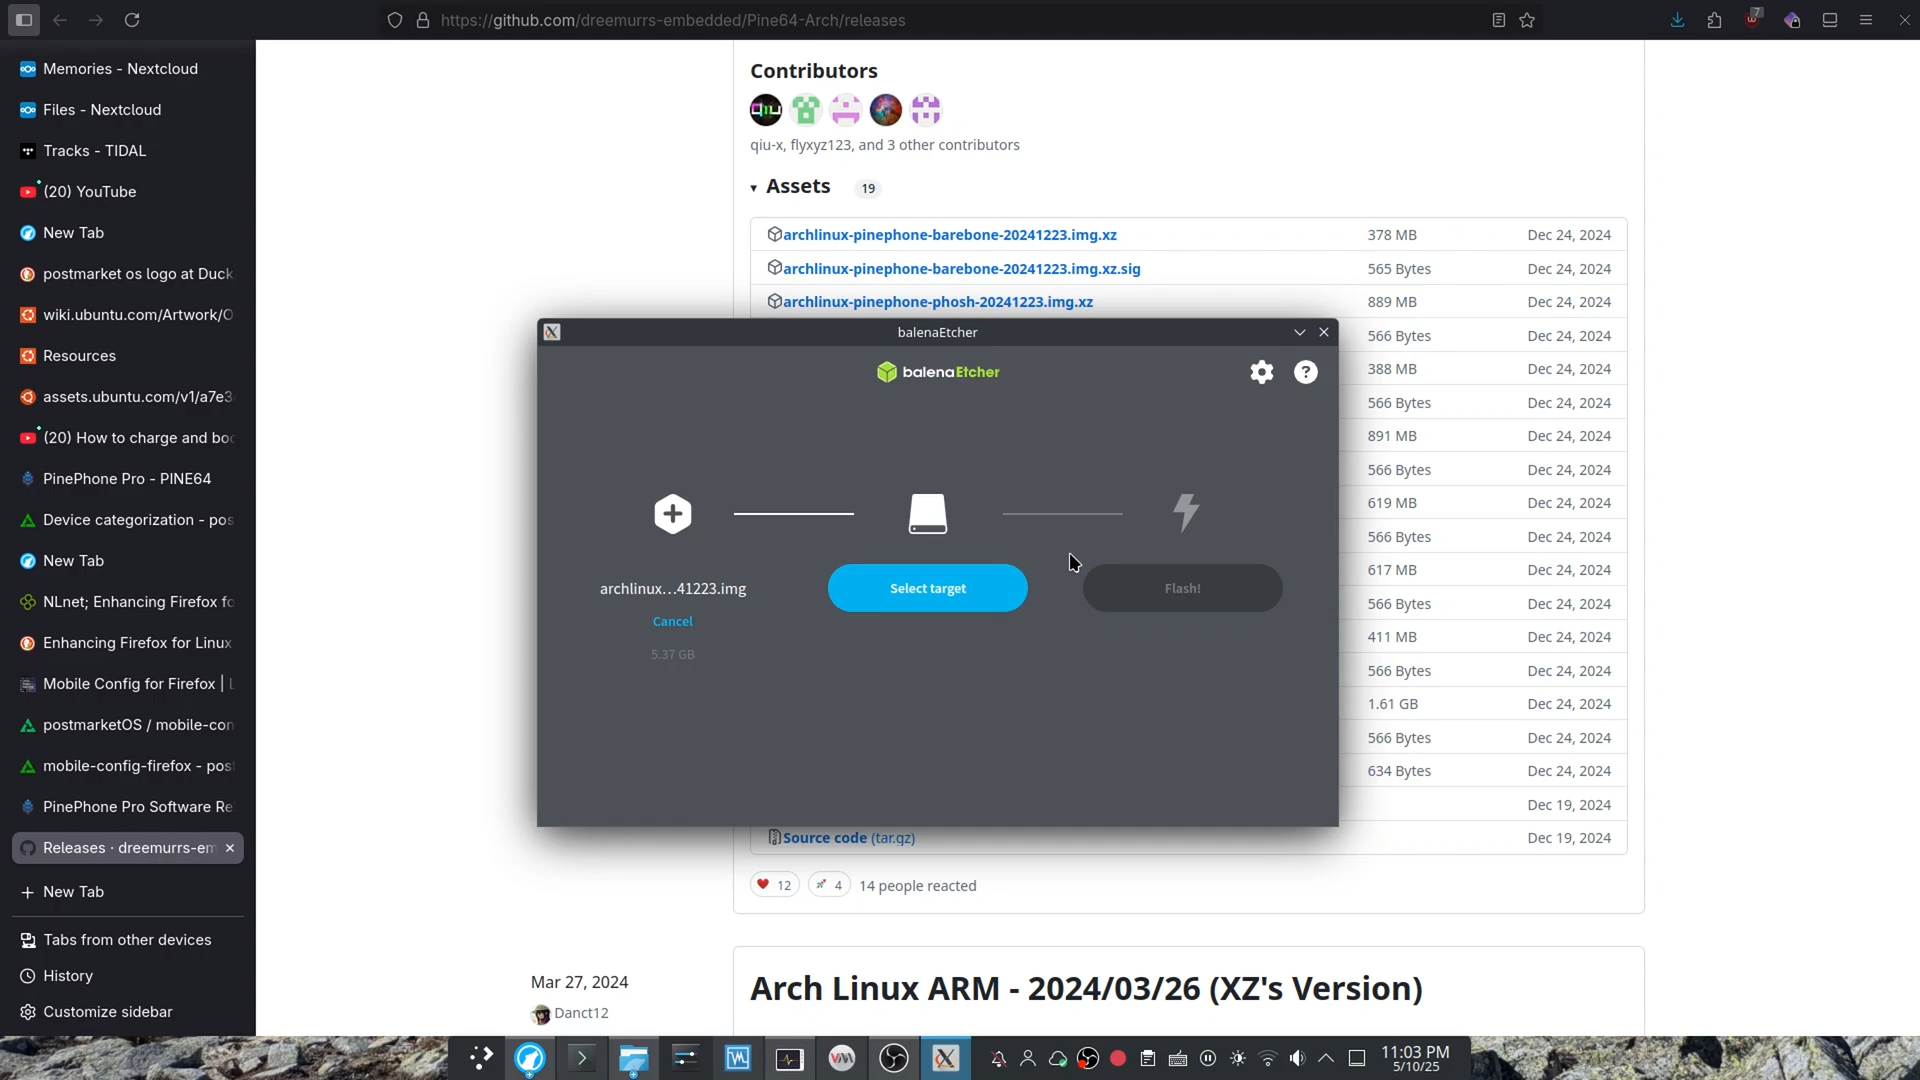 https://github.com/dreemurrs-embedded/Pine64-Arch/releases
7
Memories - Nextcloud
Files - Nextcloud
Tracks - TIDAL
(20) YouTube
New Tab
postmarket os logo at Duck
wiki.ubuntu.com/Artwork/O
Resources
assets.ubuntu.com/v1/a7e3
(20) How to charge and boo
PinePhone Pro - PINE64
Device categorization - pos
New Tab
NLnet; Enhancing Firefox fo
Enhancing Firefox for Linux
Mobile Config for Firefox | L
postmarketOS / mobile-con
mobile-config-firefox - post
PinePhone Pro Software Re
Releases · dreemurrs-em
New Tab
Tabs from other devices
History
Customize sidebar
Contributors
qiu
qiu-x, flyxyz123, and 3 other contributors
Assets 19
archlinux-pinephone-barebone-20241223.img.xz 378 MB Dec 24, 2024
archlinux-pinephone-barebone-20241223.img.xz.sig 565 Bytes Dec 24, 2024
archlinux-pinephone-phosh-20241223.img.xz 889 MB Dec 24, 2024
566 Bytes Dec 24, 2024
388 MB Dec 24, 2024
566 Bytes Dec 24, 2024
891 MB Dec 24, 2024
566 Bytes Dec 24, 2024
619 MB Dec 24, 2024
566 Bytes Dec 24, 2024
617 MB Dec 24, 2024
566 Bytes Dec 24, 2024
411 MB Dec 24, 2024
566 Bytes Dec 24, 2024
1.61 GB Dec 24, 2024
566 Bytes Dec 24, 2024
634 Bytes Dec 24, 2024
Dec 19, 2024
Source code (tar.gz) Dec 19, 2024
balenaEtcher
balenaEtcher
archlinux...41223.img
Cancel
5.37 GB
Select target
Flash!
12 4 14 people reacted
Mar 27, 2024
Danct12
Arch Linux ARM - 2024/03/26 (XZ's Version)
11:03 PM
5/10/25